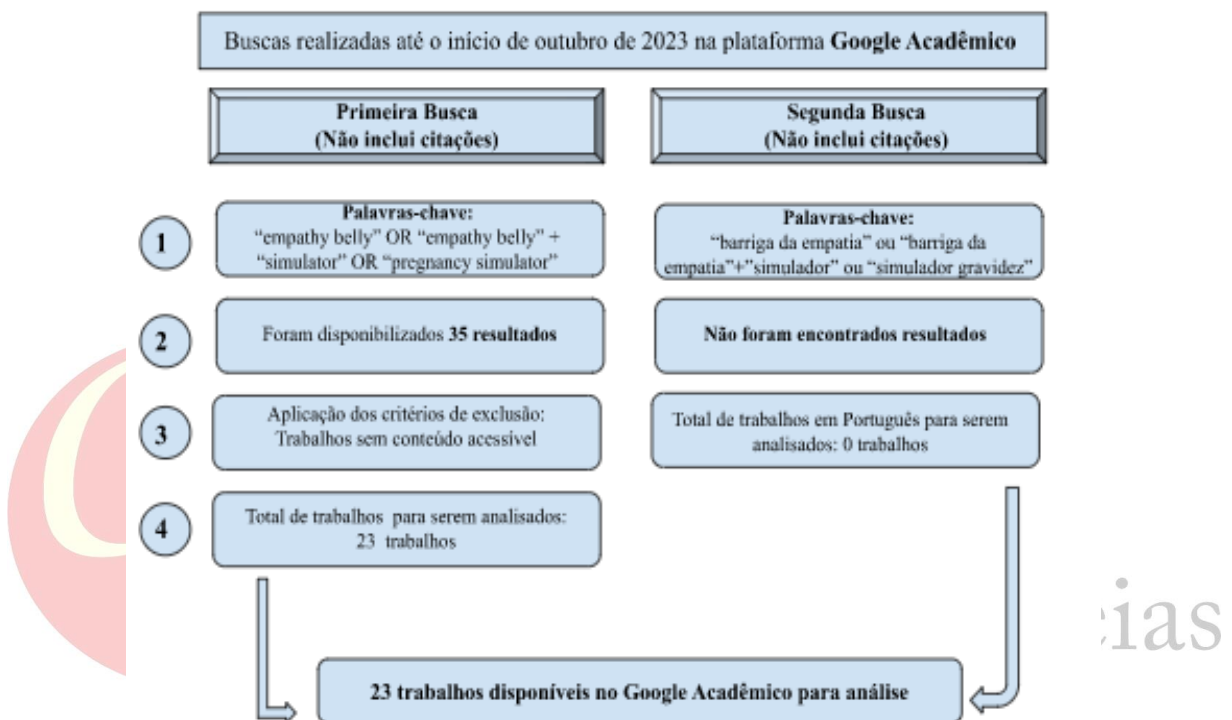 Buscas realizadas até o início de outubro de 2023 na plataforma Google Acadêmico
Primeira Busca
(Não inclui citações)
Segunda Busca
(Não inclui citações)
1
Palavras-chave:
“empathy belly” OR “empathy belly” +
“simulator” OR “pregnancy simulator”
Palavras-chave:
“barriga da empatia” ou “barriga da
empatia”+”simulador” ou “simulador gravidez”
2
Foram disponibilizados 35 resultados
Não foram encontrados resultados
3
Aplicação dos critérios de exclusão:
Trabalhos sem conteúdo acessível
Total de trabalhos em Português para serem
analisados: 0 trabalhos
4
Total de trabalhos para serem analisados:
23 trabalhos
ias
23 trabalhos disponíveis no Google Acadêmico para análise